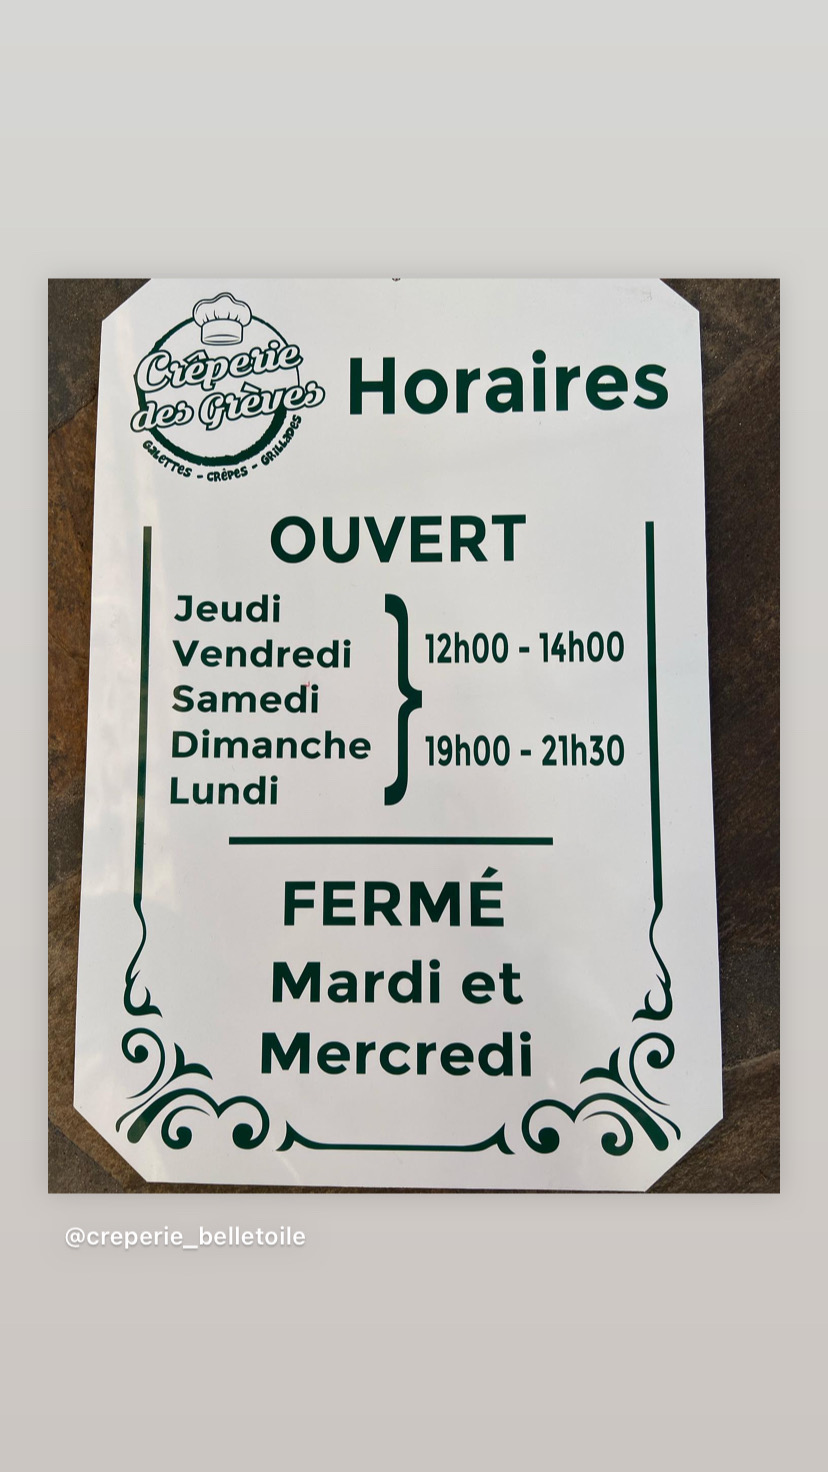 Crêperie
des Grèves
GALETTES - CRÊPES - GRILLADES
Horaires
OUVERT
Jeudi
Vendredi
Samedi
Dimanche
Lundi
12h00 - 14h00
19h00 - 21h30
FERMÉ
Mardi et
Mercredi
@creperie_belletoile